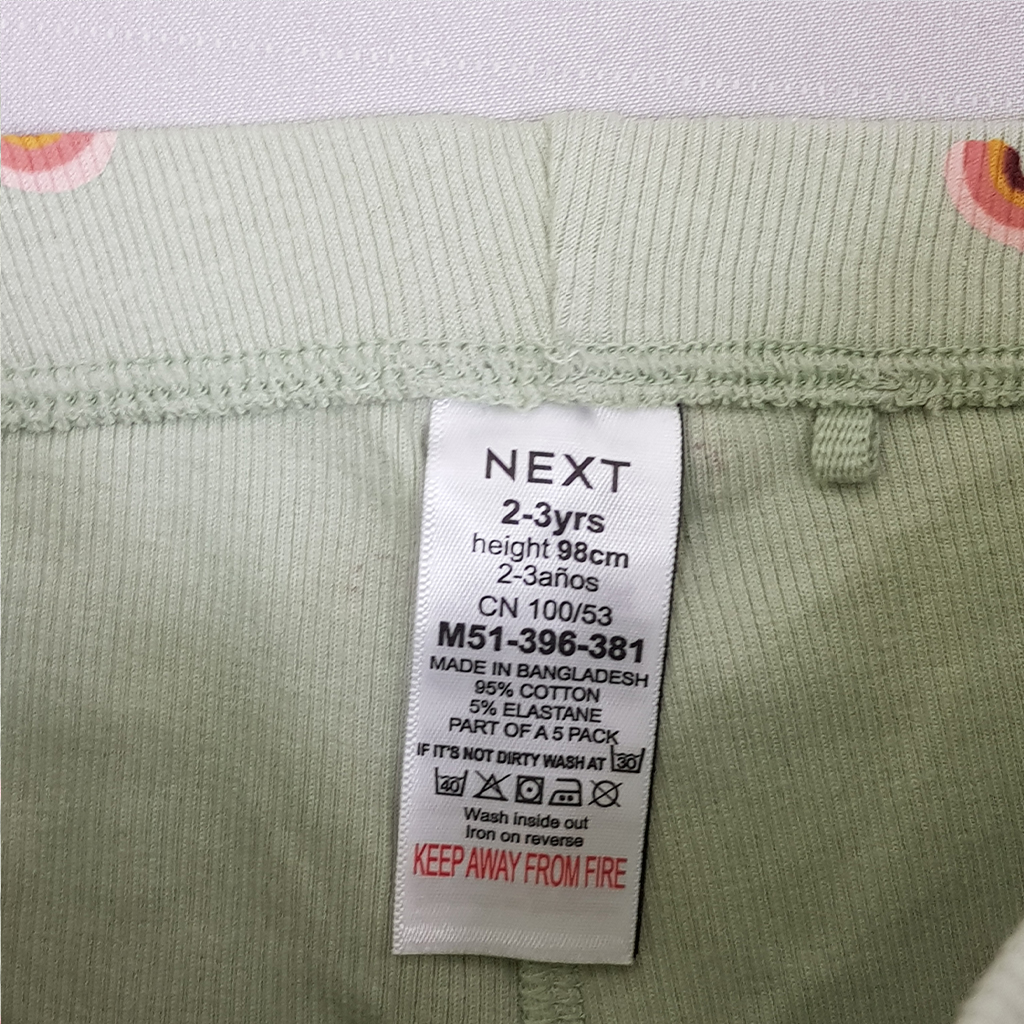 NEXT
2-3yrs
height 98cm
2-3años
CN 100/53
M51-396-381
MADE IN BANGLADESH
95% COTTON
5% ELASTANE
PART OF A 5 PACK
IF IT'S NOT DIRTY WASH AT 30
40
Wash inside out
Iron on reverse
KEEP AWAY FROM FIRE